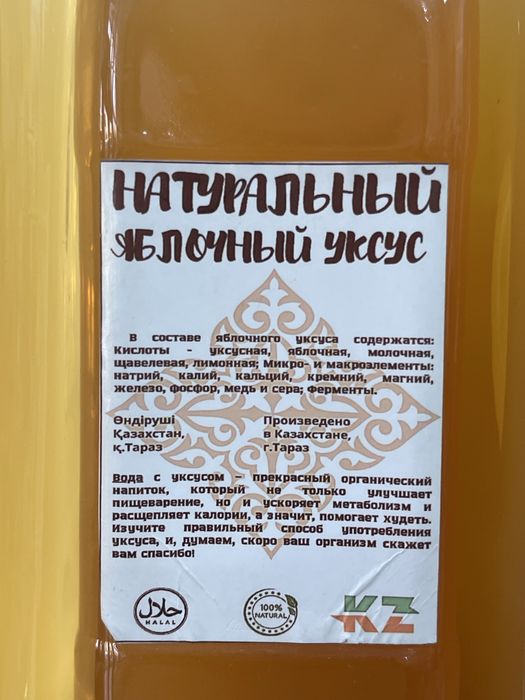 НАТУРАЛЬНЫЙ
ЯБЛОЧНЫЙ УКСУС
В составе яблочного уксуса содержатся:
Кислоты - уксусная, яблочная, молочная,
щавелевая, лимонная; Микро- и макроэлементы:
натрий, калий, кальций, кремний, магний,
железо, фосфор, медь и сера; Ферменты.
Өндіруші
Қазахстан,
қ.Тараз
Произведено
в Казахстане,
г.Тараз
Вода с уксусом – прекрасный органический
напиток, который не только улучшает
пищеварение, но и ускоряет метаболизм и
расщепляет калории, а значит, помогает худеть.
Изучите правильный способ употребления
уксуса, и, думаем, скоро ваш организм скажет
вам спасибо!
حلال
HALAL
100%
NATURAL
KZ